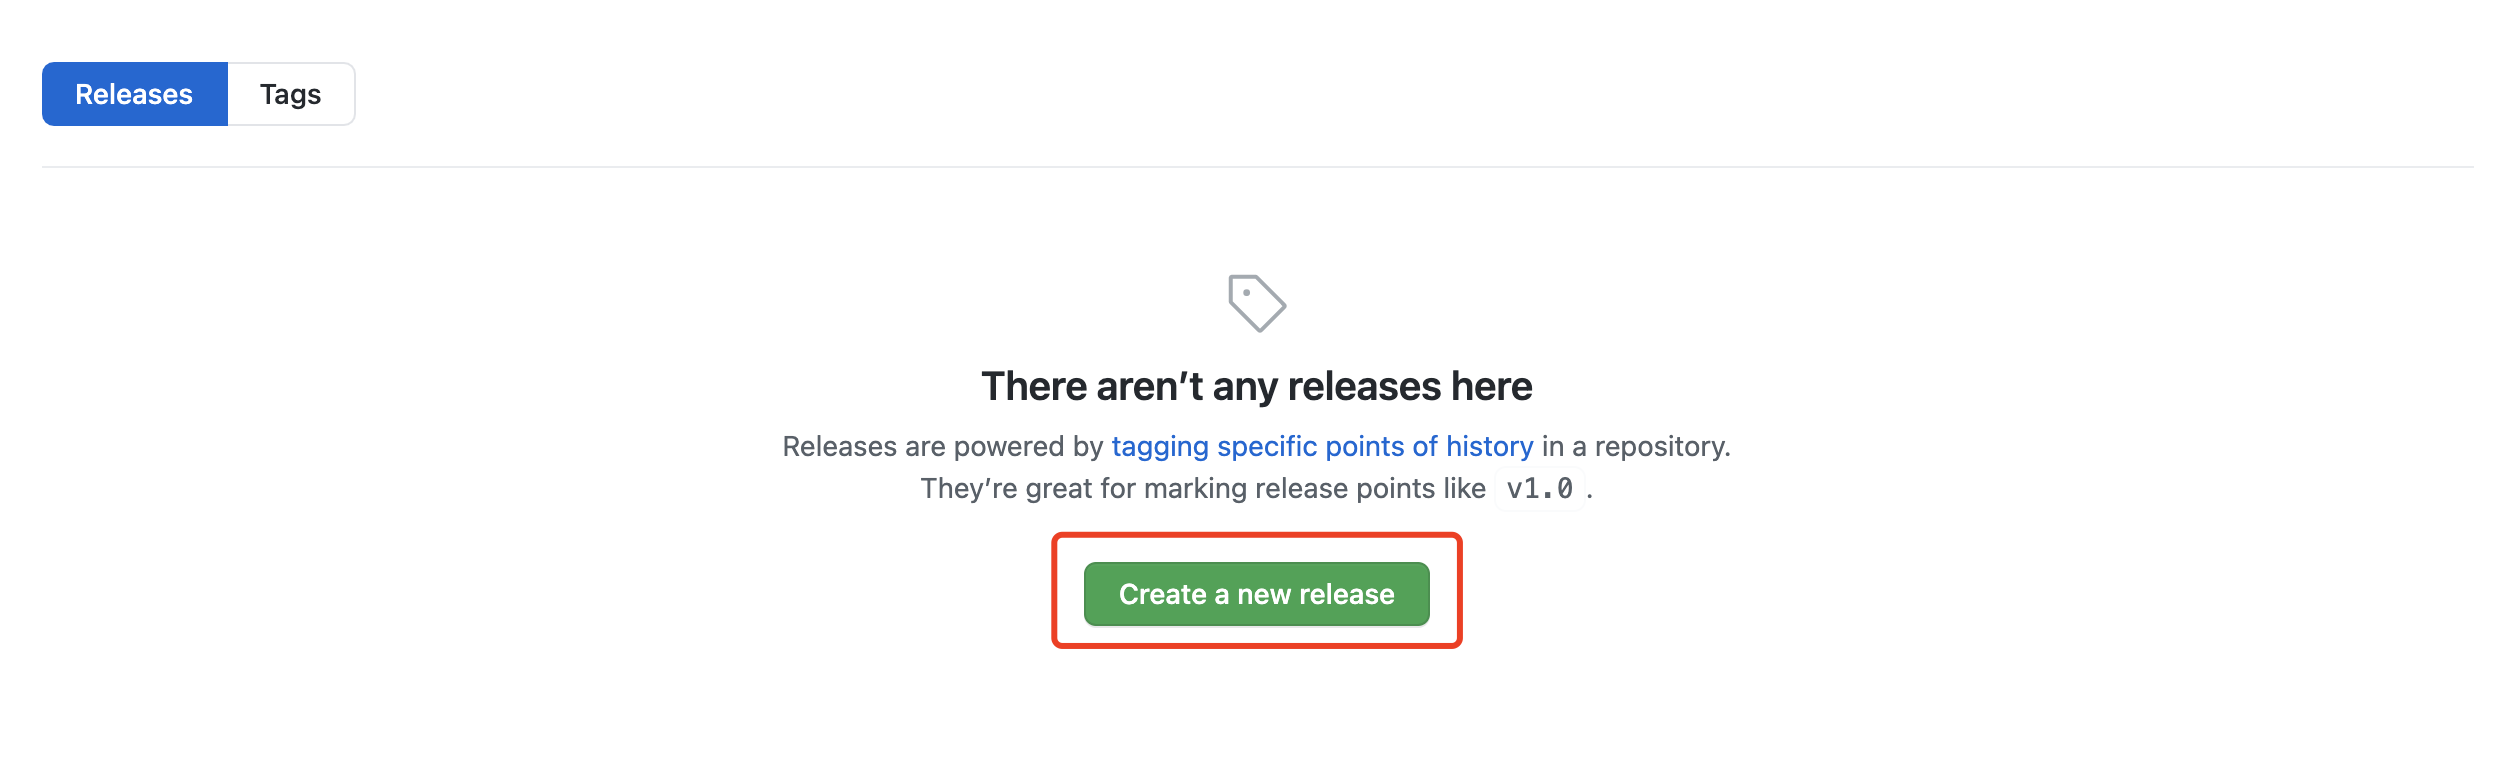 Releases Tags
There aren’t any releases here
Releases are powered by tagging specific points of history in a repository.
They’re great for marking release points like v1.0 .
Create a new release